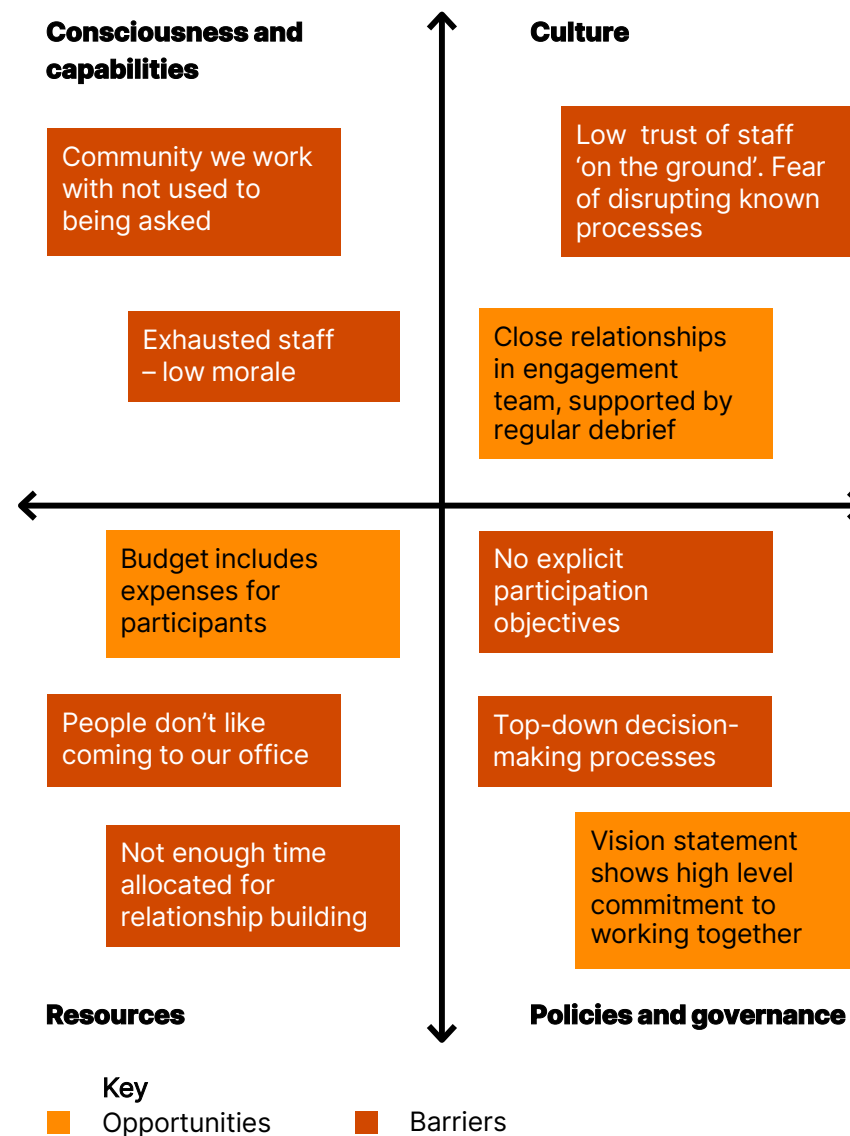 Consciousness and
capabilities
Culture
Community we work
with not used to
being asked
Low trust of staff
‘on the ground’. Fear
of disrupting known
processes
Exhausted staff
– low morale
Close relationships
in engagement
team, supported by
regular debrief
Budget includes
expenses for
participants
No explicit
participation
objectives
People don’t like
coming to our office
Top-down decision-
making processes
Not enough time
allocated for
relationship building
Vision statement
shows high level
commitment to
working together
Resources
Policies and governance
Key
Opportunities
Barriers